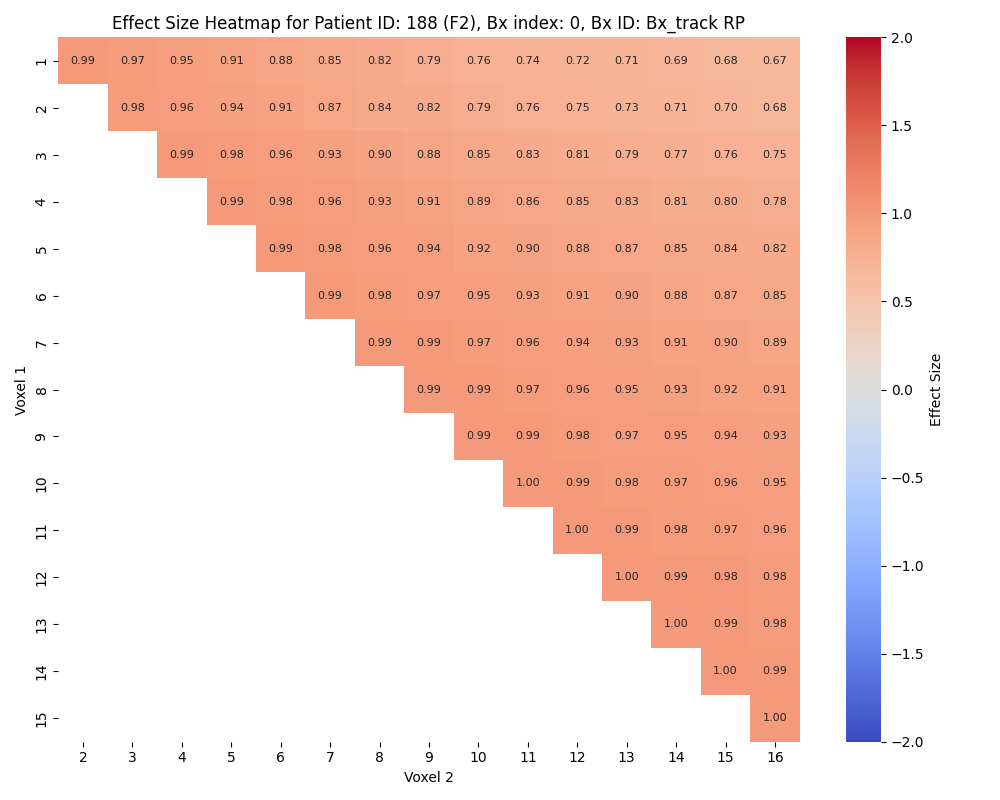 Effect Size Heatmap for Patient ID: 188 (F2), Bx index: 0, Bx ID: Bx_track RP
1 0.99 0.97 0.95 0.91 0.88 0.85 0.82 0.79 0.76 0.74 0.72 0.71 0.69 0.68 0.67
2 0.98 0.96 0.94 0.91 0.87 0.84 0.82 0.79 0.76 0.75 0.73 0.71 0.70 0.68
3 0.99 0.98 0.96 0.93 0.90 0.88 0.85 0.83 0.81 0.79 0.77 0.76 0.75
4 0.99 0.98 0.96 0.93 0.91 0.89 0.86 0.85 0.83 0.81 0.80 0.78
5 0.99 0.98 0.96 0.94 0.92 0.90 0.88 0.87 0.85 0.84 0.82
6 0.99 0.98 0.97 0.95 0.93 0.91 0.90 0.88 0.87 0.85
7 0.99 0.99 0.97 0.96 0.94 0.93 0.91 0.90 0.89
8 0.99 0.99 0.97 0.96 0.95 0.93 0.92 0.91
9 0.99 0.99 0.98 0.97 0.95 0.94 0.93
10 1.00 0.99 0.98 0.97 0.96 0.95
11 1.00 0.99 0.98 0.97 0.96
12 1.00 0.99 0.98 0.98
13 1.00 0.99 0.98
14 1.00 0.99
15 1.00
2 3 4 5 6 7 8 9 10 11 12 13 14 15 16
Voxel 2
Voxel 1
2.0
1.5
1.0
0.5
0.0
−0.5
−1.0
−1.5
−2.0
Effect Size